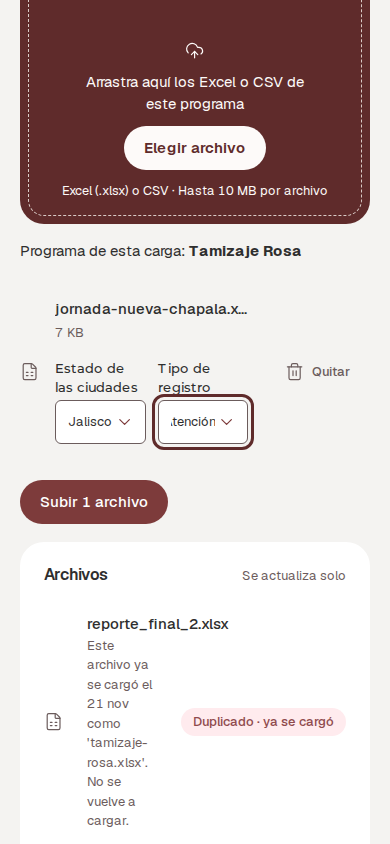 Arrastra aquí los Excel o CSV de
este programa
Elegir archivo
Excel (.xlsx) o CSV · Hasta 10 MB por archivo
Programa de esta carga: Tamizaje Rosa
jornada-nueva-chapala.x...
7 KB
Estado de
las ciudades
Tipo de
registro
Quitar
Jalisco
Atención
Subir 1 archivo
Archivos
Se actualiza solo
reporte_final_2.xlsx
Este
archivo ya
se cargó el
21 nov
como
'tamizaje-
rosa.xlsx'.
No se
vuelve a
cargar.
Duplicado · ya se cargó